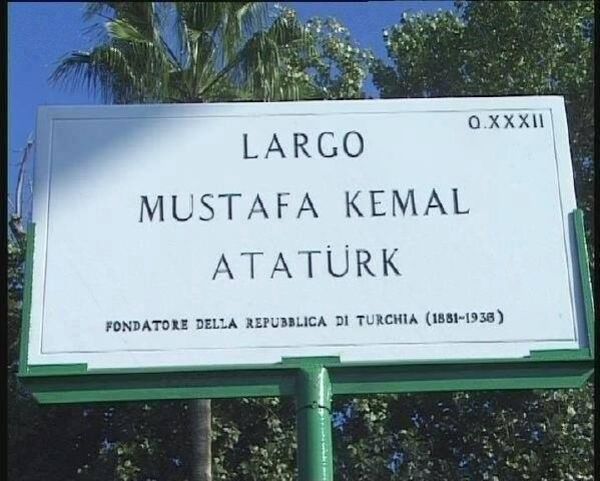 Q.XXXII
LARGO
MUSTAFA KEMAL
ATATÜRK
FONDATORE DELLA REPUBBLICA DI TURCHIA (1881-1938)